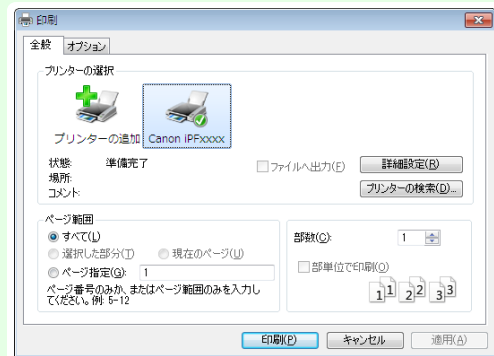 印刷
全般 オプション
プリンターの選択
プリンターの追加 Canon iPFxxxx
状態: 準備完了
場所:
コメント:
ファイルへ出力(F)
詳細設定(R)
プリンターの検索(D)...
ページ範囲
すべて(L)
選択した部分(T) 現在のページ(U)
ページ指定(G): 1
ページ番号のみか、またはページ範囲のみを入力し
てください。例: 5-12
部数(C): 1
部単位で印刷(O)
1 1 2 2 3 3
印刷(P) キャンセル 適用(A)